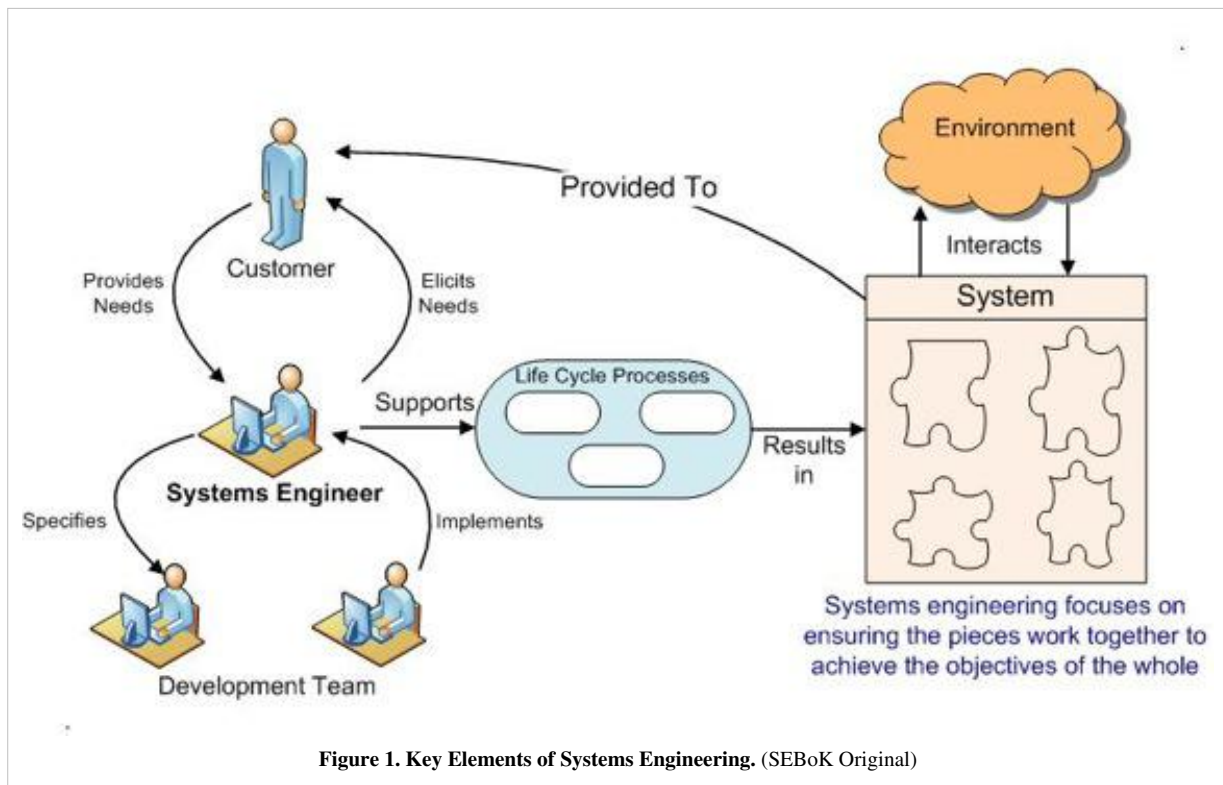 Environment
Provided To
Interacts
Customer
Provides
Needs
Elicits
Needs
System
Life Cycle Processes
Supports
Results
in
Systems Engineer
Specifies
Implements
Development Team
Systems engineering focuses on
ensuring the pieces work together to
achieve the objectives of the whole
Figure 1. Key Elements of Systems Engineering. (SEBoK Original)